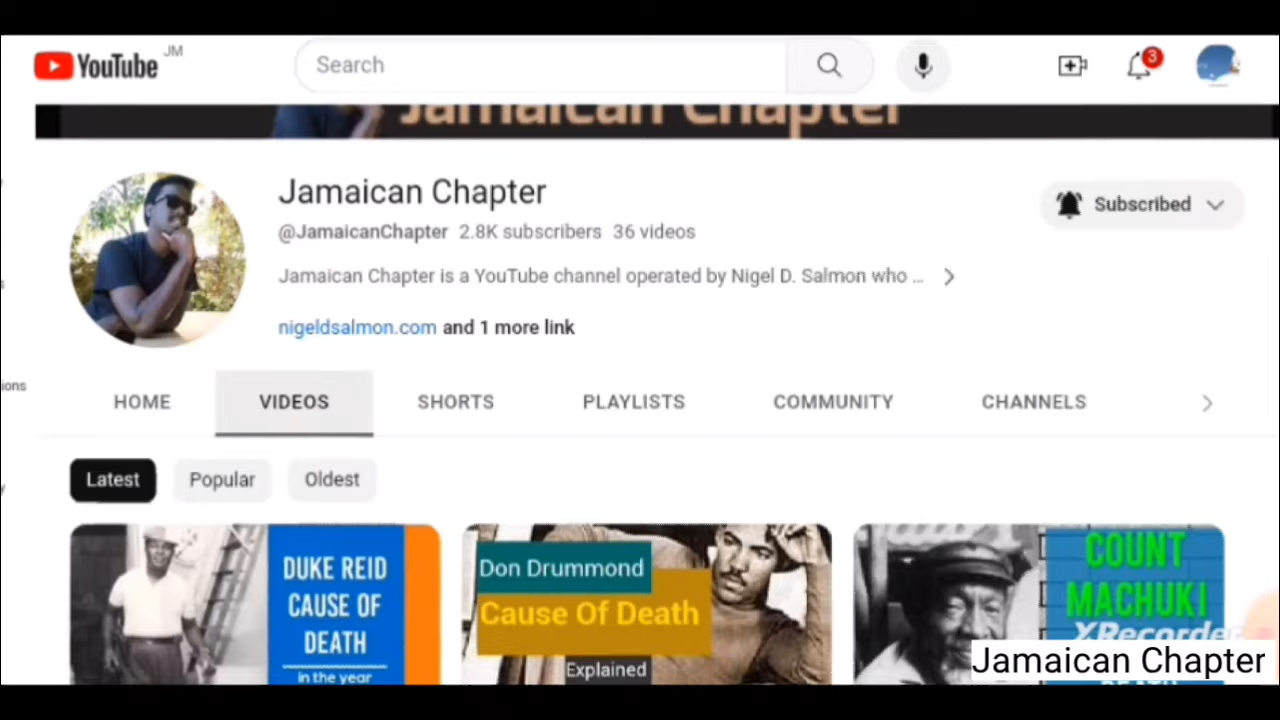 YouTube JM
Search
3
Jamaican Chapter
Jamaican Chapter
@JamaicanChapter 2.8K subscribers 36 videos
Subscribed
Jamaican Chapter is a YouTube channel operated by Nigel D. Salmon who ...
nigeldsalmon.com and 1 more link
ions
HOME VIDEOS SHORTS PLAYLISTS COMMUNITY CHANNELS
Latest Popular Oldest
DUKE REID
CAUSE OF
DEATH
in the year
Don Drummond
Cause Of Death
Explained
COUNT
MACHUKI
XRecorder
Jamaican Chapter